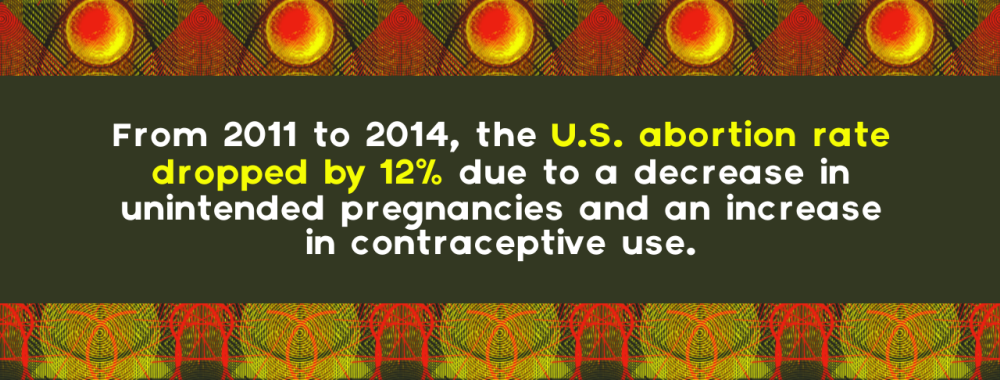 From 2011 to 2014, the U.S. abortion rate
dropped by 12% due to a decrease in
unintended pregnancies and an increase
in contraceptive use.